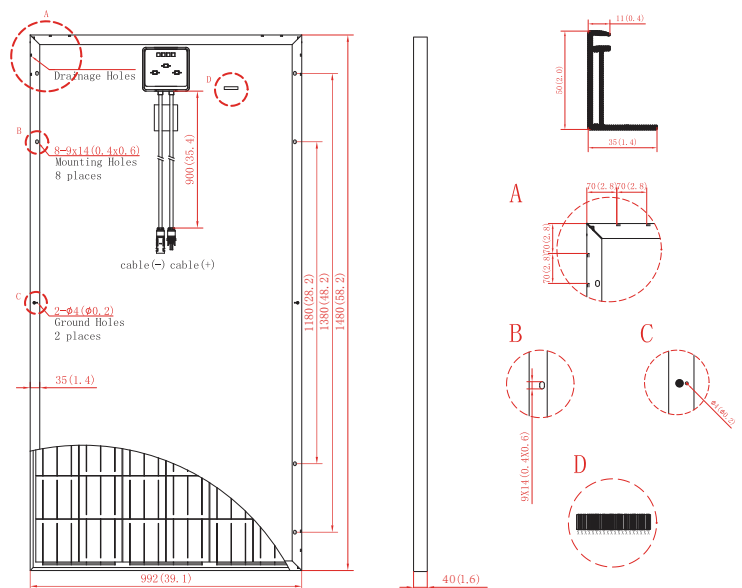 A
Drainage Holes
B
8-9x14(0.4x0.6)
Mounting Holes
8 places
D
900(35.4)
cable(-) cable(+)
C
2-ϕ4(ϕ0.2)
Ground Holes
2 places
35(1.4)
1180(28.2)
1380(48.2)
1480(58.2)
992(39.1)
40(1.6)
11(0.4)
50(2.0)
35(1.4)
A
70(2.8)
70(2.8)
70(2.8)
70(2.8)
B
9X14(0.4X0.6)
C
ϕ4(ϕ0.2)
D